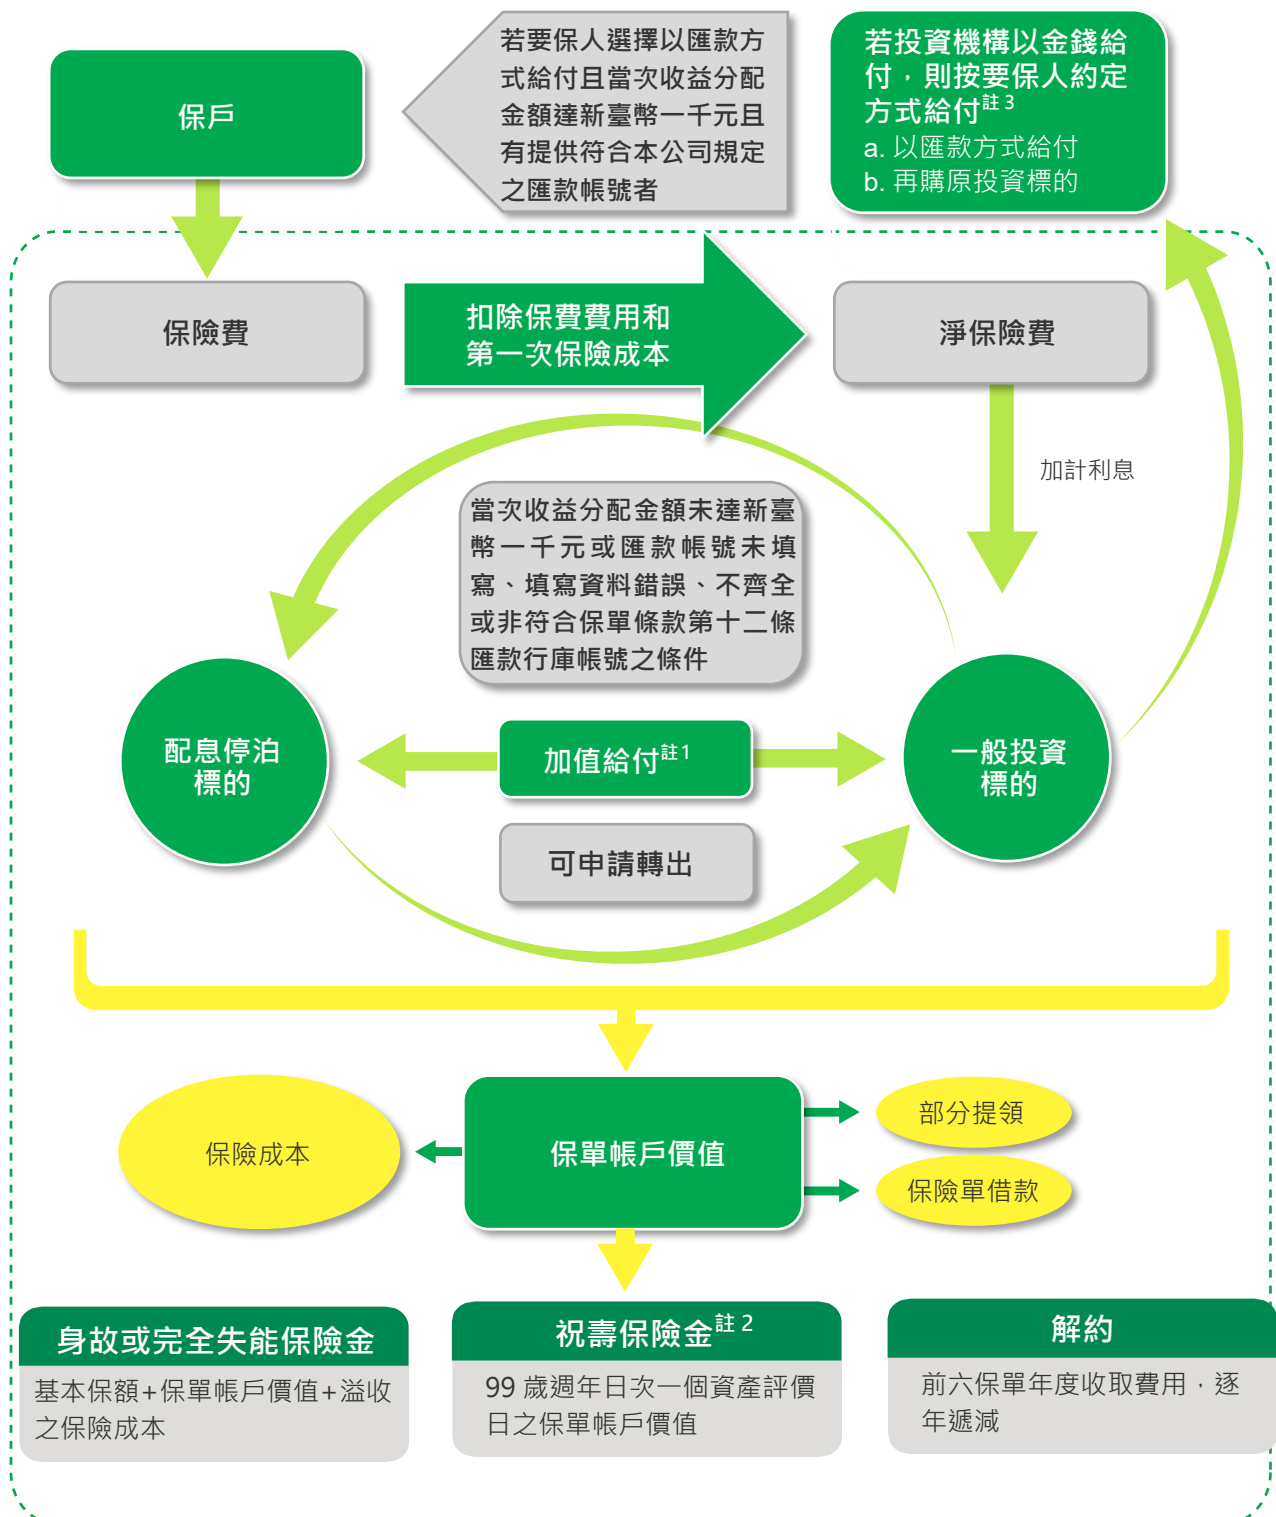 保戶
若要保人選擇以匯款方
式給付且當次收益分配
金額達新臺幣一千元且
有提供符合本公司規定
之匯款帳號者
若投資機構以金錢給
付，則按要保人約定
方式給付註3
a. 以匯款方式給付
b. 再購原投資標的
保險費
扣除保費費用和
第一次保險成本
淨保險費
加計利息
當次收益分配金額未達新臺
幣一千元或匯款帳號未填
寫、填寫資料錯誤、不齊全
或非符合保單條款第十二條
匯款行庫帳號之條件
配息停泊
標的
加值給付註1
一般投資
標的
可申請轉出
保險成本
保單帳戶價值
部分提領
保險單借款
身故或完全失能保險金
基本保額+保單帳戶價值+溢收
之保險成本
祝壽保險金註2
99 歲週年日次一個資產評價
日之保單帳戶價值
解約
前六保單年度收取費用，逐
年遞減